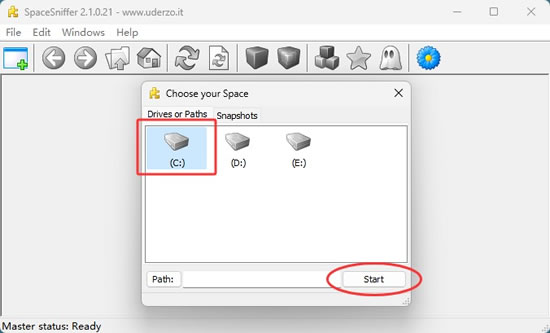 SpaceSniffer 2.1.0.21 - www.uderzo.it
File Edit Windows Help
Choose your Space
Drives or Paths Snapshots
(C:) (D:) (E:)
Path: Start
Master status: Ready